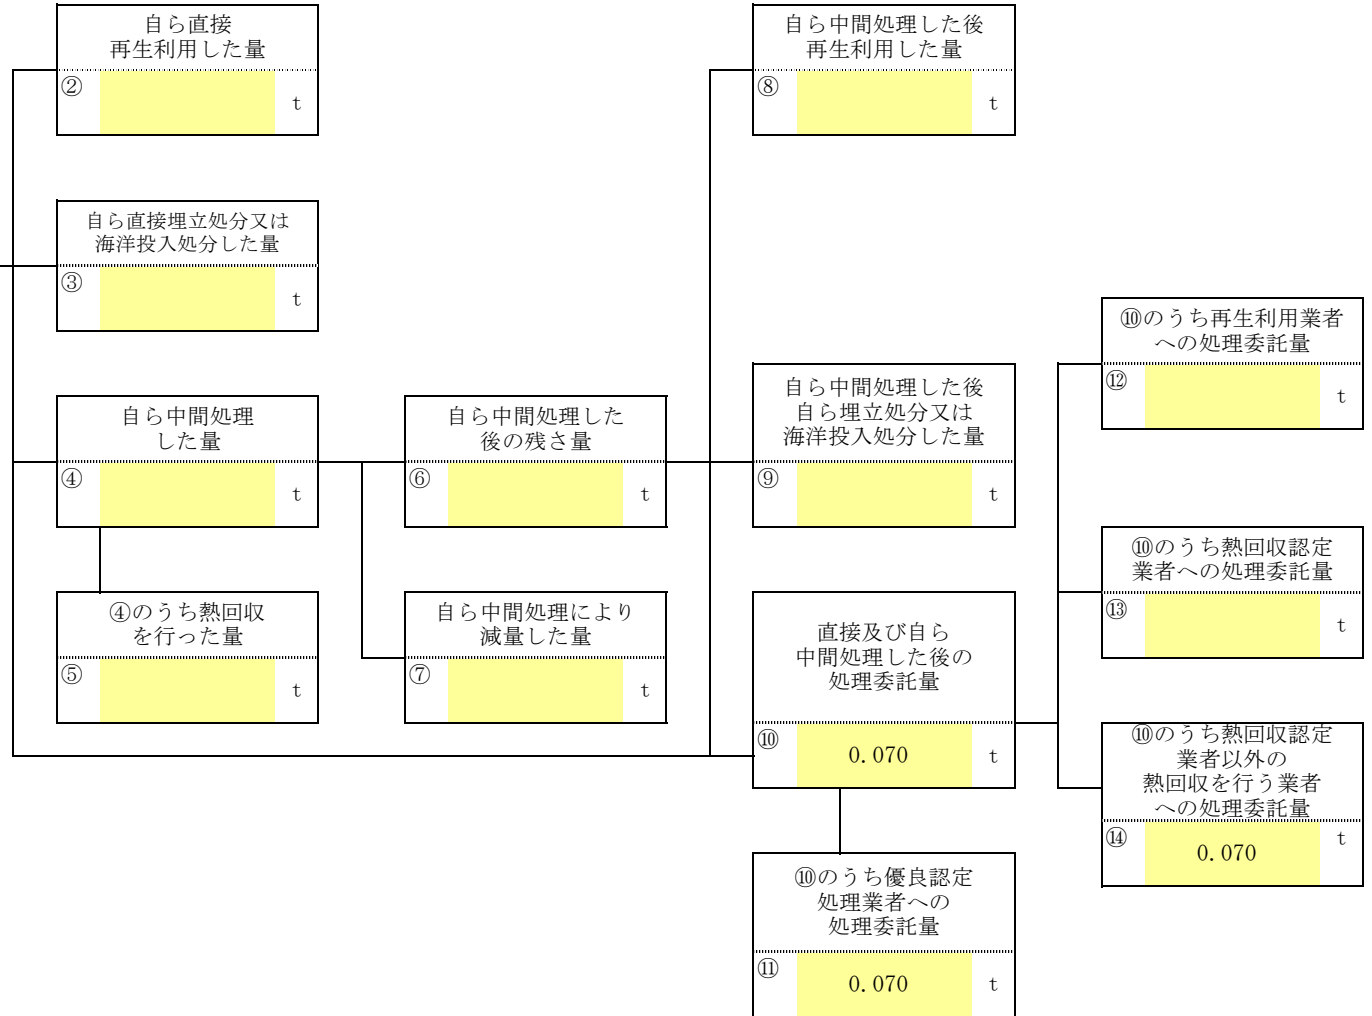 自ら直接
再生利用した量
②
t
自ら中間処理した後
再生利用した量
⑧
t
自ら直接埋立処分又は
海洋投入処分した量
③
t
⑩のうち再生利用業者
への処理委託量
⑫
t
自ら中間処理
した量
④
t
自ら中間処理した
後の残さ量
⑥
t
自ら中間処理した後
自ら埋立処分又は
海洋投入処分した量
⑨
t
⑩のうち熱回収認定
業者への処理委託量
⑬
t
④のうち熱回収
を行った量
⑤
t
自ら中間処理により
減量した量
⑦
t
直接及び自ら
中間処理した後の
処理委託量
⑩ 0.070 t
⑩のうち熱回収認定
業者以外の
熱回収を行う業者
への処理委託量
⑭ 0.070 t
⑩のうち優良認定
処理業者への
処理委託量
⑪ 0.070 t